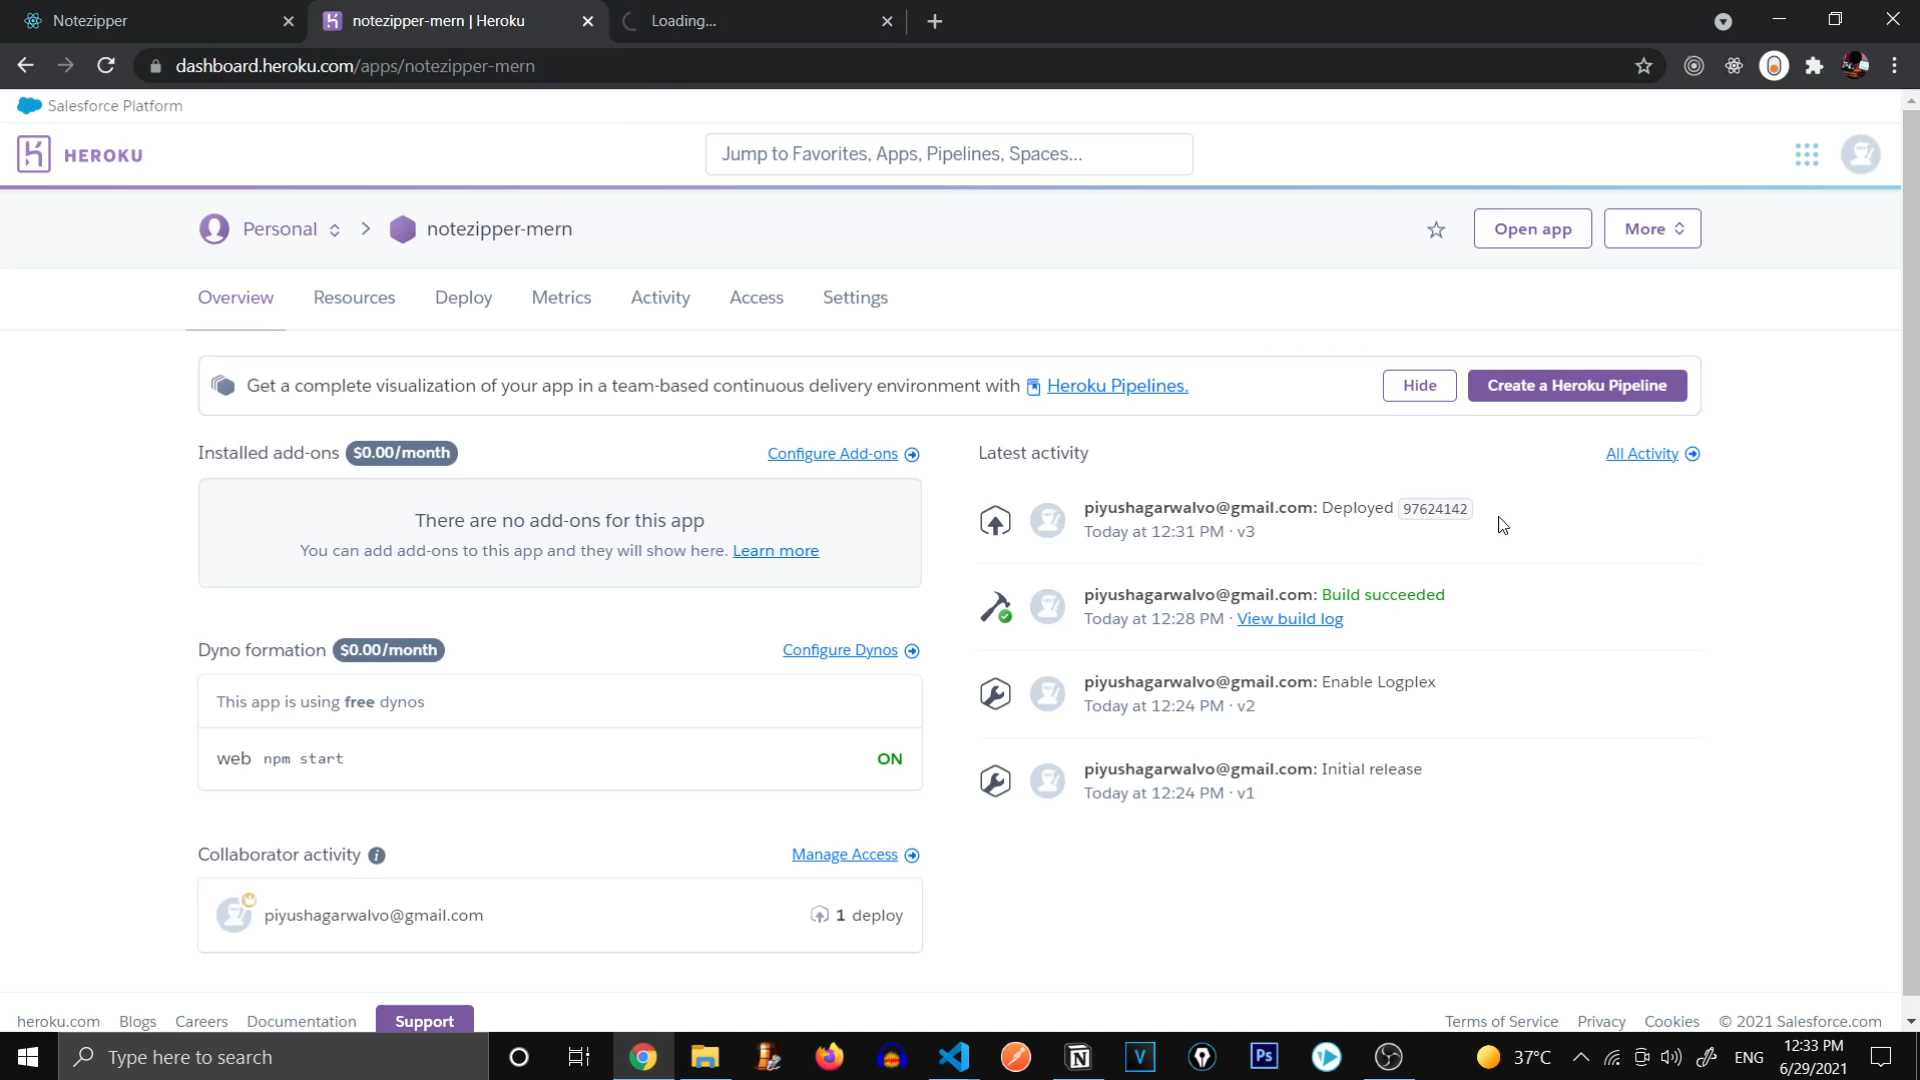 Notezipper
notezipper-mern | Heroku
Loading...
dashboard.heroku.com/apps/notezipper-mern
Salesforce Platform
HEROKU
Jump to Favorites, Apps, Pipelines, Spaces...
Personal
notezipper-mern
Open app
More
Overview
Resources
Deploy
Metrics
Activity
Access
Settings
Get a complete visualization of your app in a team-based continuous delivery environment with Heroku Pipelines.
Hide
Create a Heroku Pipeline
Installed add-ons $0.00/month
Configure Add-ons
There are no add-ons for this app
You can add add-ons to this app and they will show here. Learn more
Dyno formation $0.00/month
Configure Dynos
This app is using free dynos
web npm start
ON
Collaborator activity
Manage Access
piyushagarwalvo@gmail.com
1 deploy
Latest activity
All Activity
piyushagarwalvo@gmail.com: Deployed 97624142
Today at 12:31 PM · v3
piyushagarwalvo@gmail.com: Build succeeded
Today at 12:28 PM · View build log
piyushagarwalvo@gmail.com: Enable Logplex
Today at 12:24 PM · v2
piyushagarwalvo@gmail.com: Initial release
Today at 12:24 PM · v1
heroku.com
Blogs
Careers
Documentation
Support
Terms of Service
Privacy
Cookies
© 2021 Salesforce.com
Type here to search
Ps
37°C
ENG
12:33 PM
6/29/2021